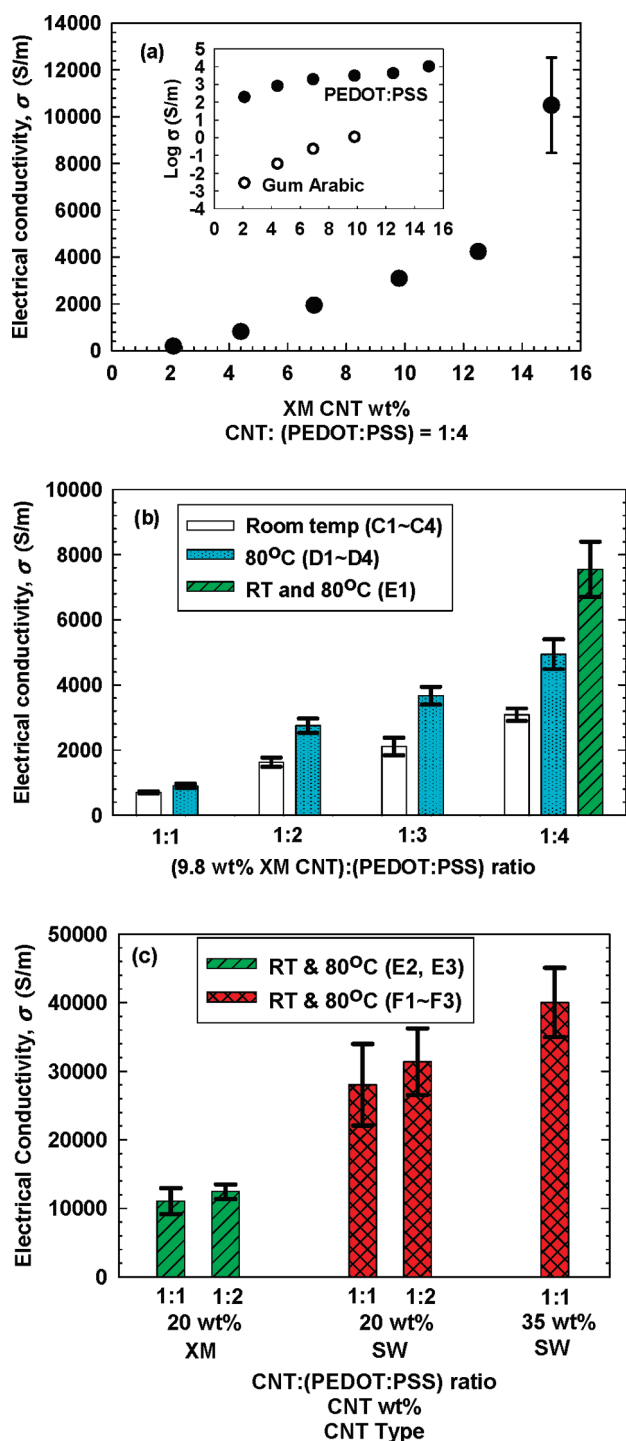 (a)
Electrical conductivity, σ (S/m)
14000
12000
10000
8000
6000
4000
2000
0
0 2 4 6 8 10 12 14 16
Log σ (S/m)
5
4
3
2
1
0
-1
-2
-3
-4
0 2 4 6 8 10 12 14 16
PEDOT:PSS
Gum Arabic
XM CNT wt%
CNT: (PEDOT:PSS) = 1:4
(b)
Electrical conductivity, σ (S/m)
10000
8000
6000
4000
2000
0
Room temp (C1~C4)
80°C (D1~D4)
RT and 80°C (E1)
1:1 1:2 1:3 1:4
(9.8 wt% XM CNT):(PEDOT:PSS) ratio
(c)
Electrical Conductivity, σ (S/m)
50000
40000
30000
20000
10000
0
RT & 80°C (E2, E3)
RT & 80°C (F1~F3)
1:1 1:2 1:1 1:2 1:1
20 wt% 20 wt% 35 wt%
XM SW SW
CNT:(PEDOT:PSS) ratio
CNT wt%
CNT Type